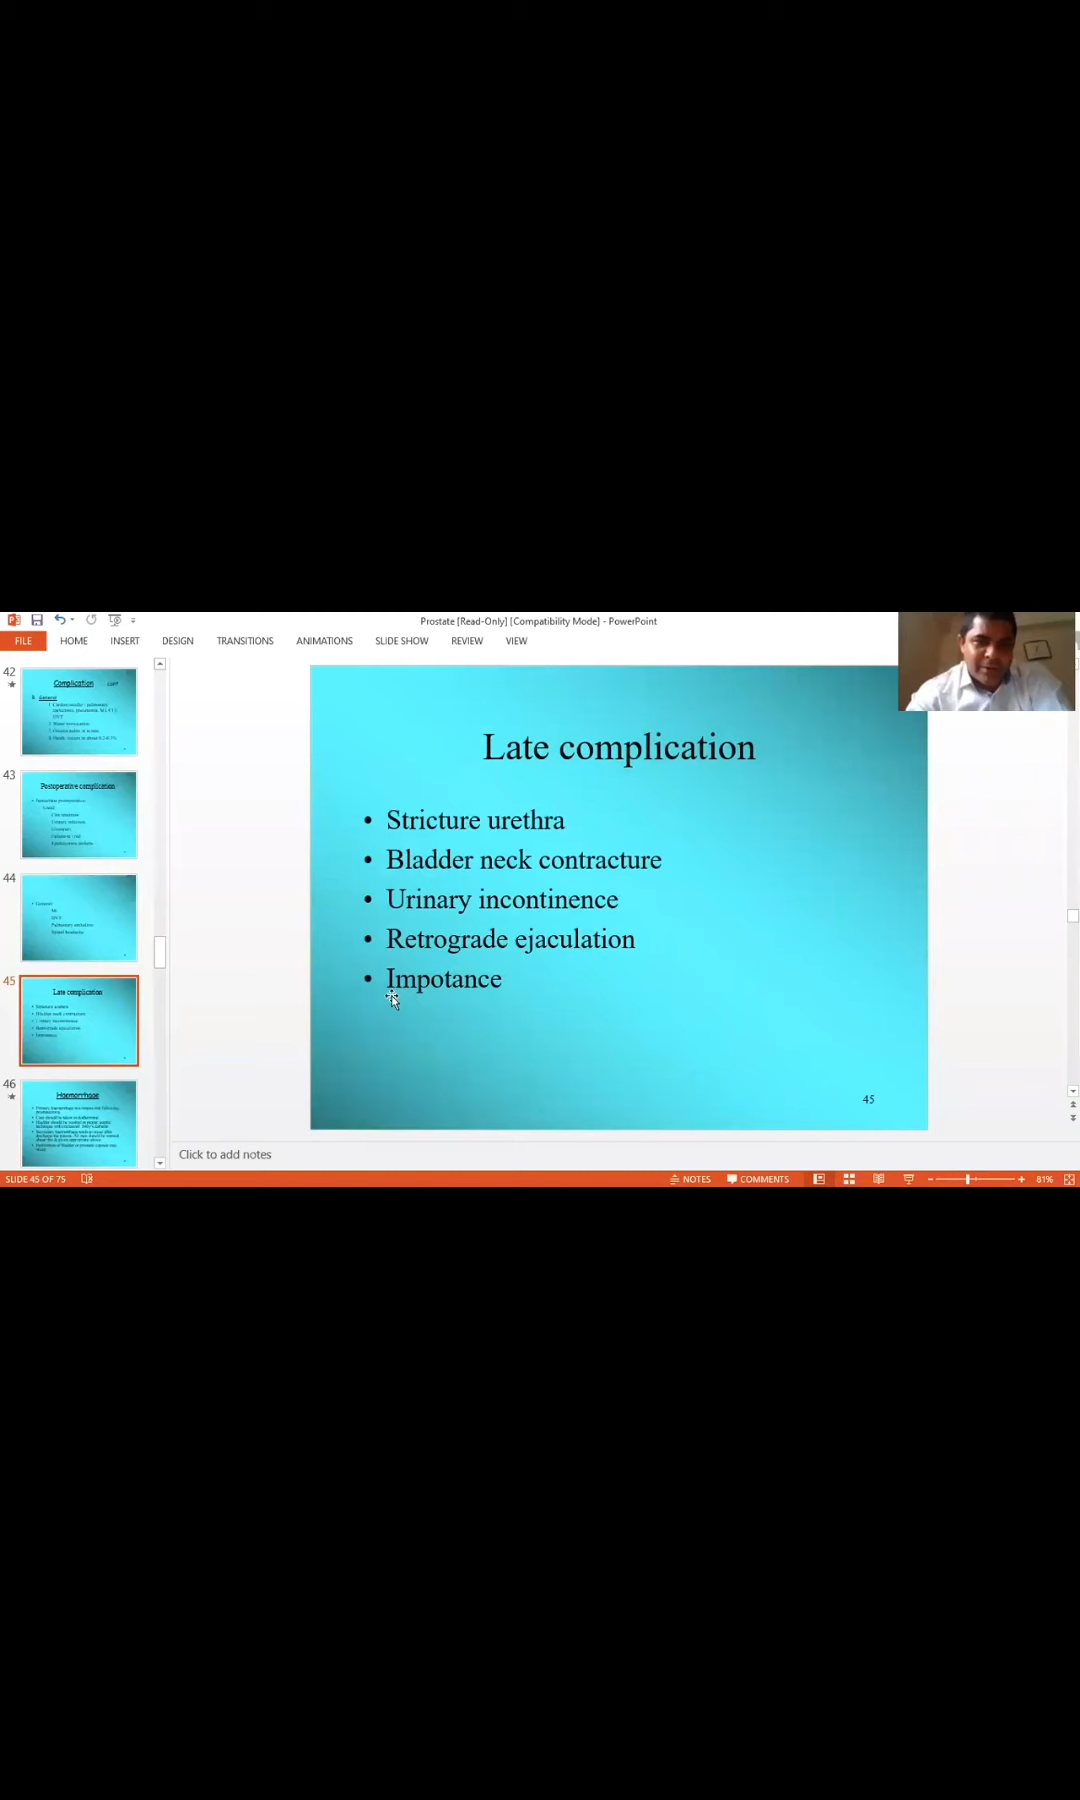 Prostate [Read-Only] [Compatibility Mode] - PowerPoint
FILE HOME INSERT DESIGN TRANSITIONS ANIMATIONS SLIDE SHOW REVIEW VIEW
42
Complication
43
Postoperative complication
44
45
Late complication
46
Haemorrhage
Late complication
• Stricture urethra
• Bladder neck contracture
• Urinary incontinence
• Retrograde ejaculation
• Impotance
45
Click to add notes
SLIDE 45 OF 75
NOTES COMMENTS 81%